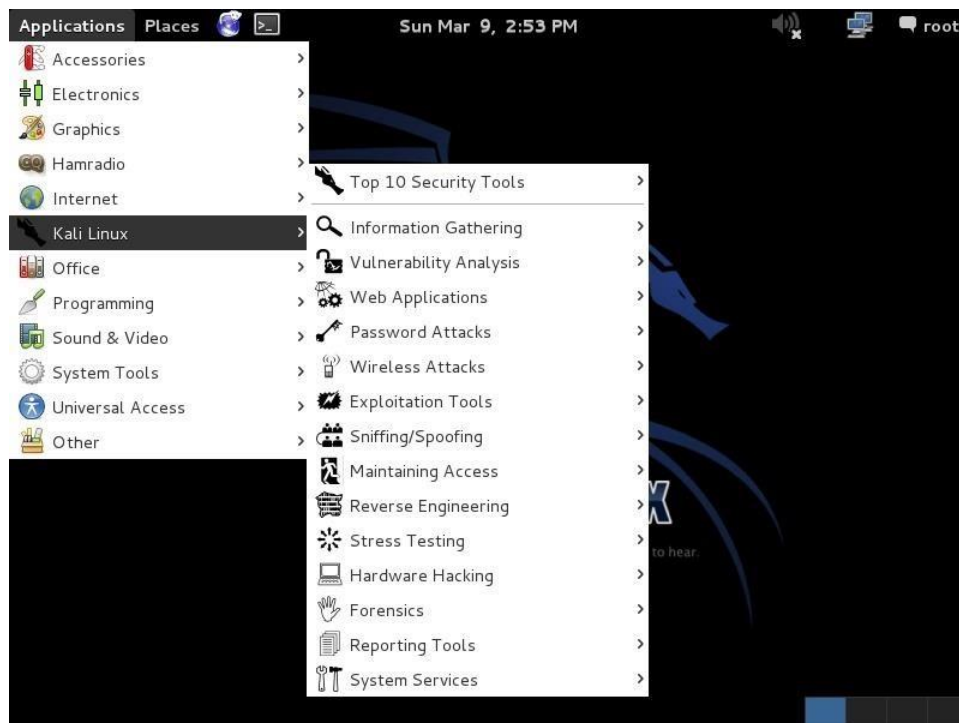 Applications Places Sun Mar 9, 2:53 PM root
Accessories
Electronics
Graphics
Hamradio
Internet
Kali Linux
Office
Programming
Sound & Video
System Tools
Universal Access
Other
Top 10 Security Tools
Information Gathering
Vulnerability Analysis
Web Applications
Password Attacks
Wireless Attacks
Exploitation Tools
Sniffing/Spoofing
Maintaining Access
Reverse Engineering
Stress Testing
Hardware Hacking
Forensics
Reporting Tools
System Services
X
to hear.